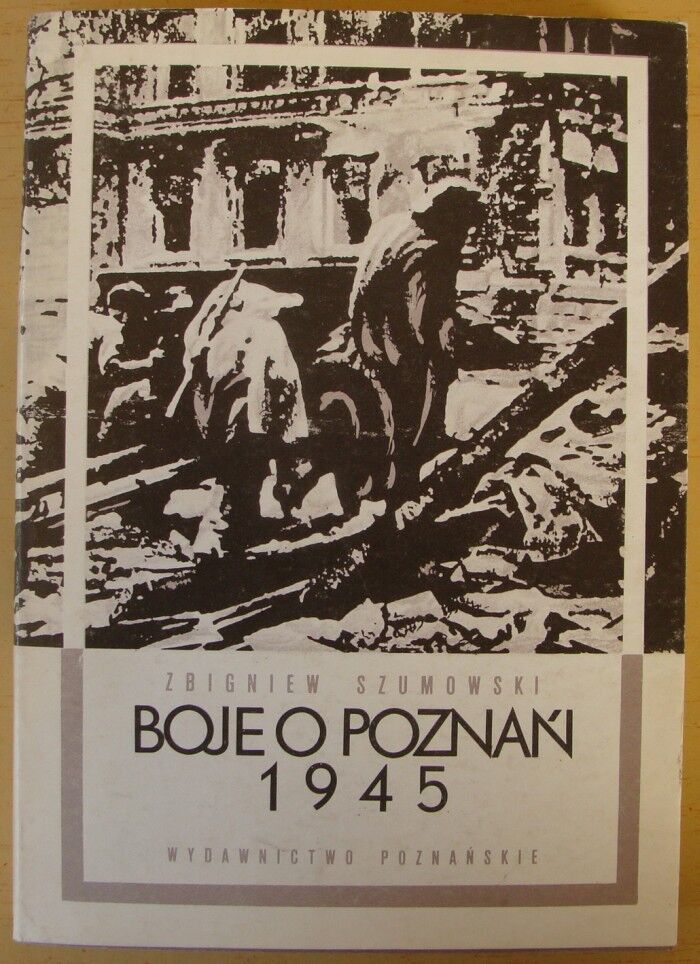 ZBIGNIEW SZUMOWSKI
BOJE O POZNAŃ
1945
WYDAWNICTWO POZNAŃSKIE